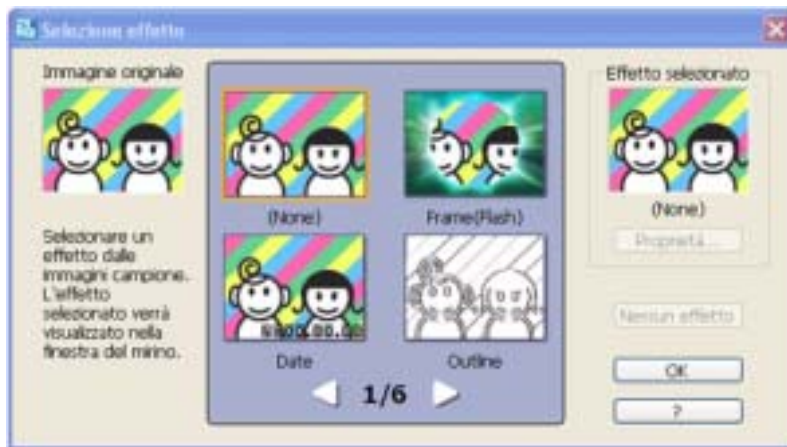 Selezione effetto
Immagine originale
Selezionare un
effetto dalle
immagini campione.
L'effetto
selezionato verrà
visualizzato nella
finestra del mirino.
(None)
Frame(Flash)
Date
Outline
1/6
Effetto selezionato
(None)
Proprietà...
Nessun effetto
OK
?